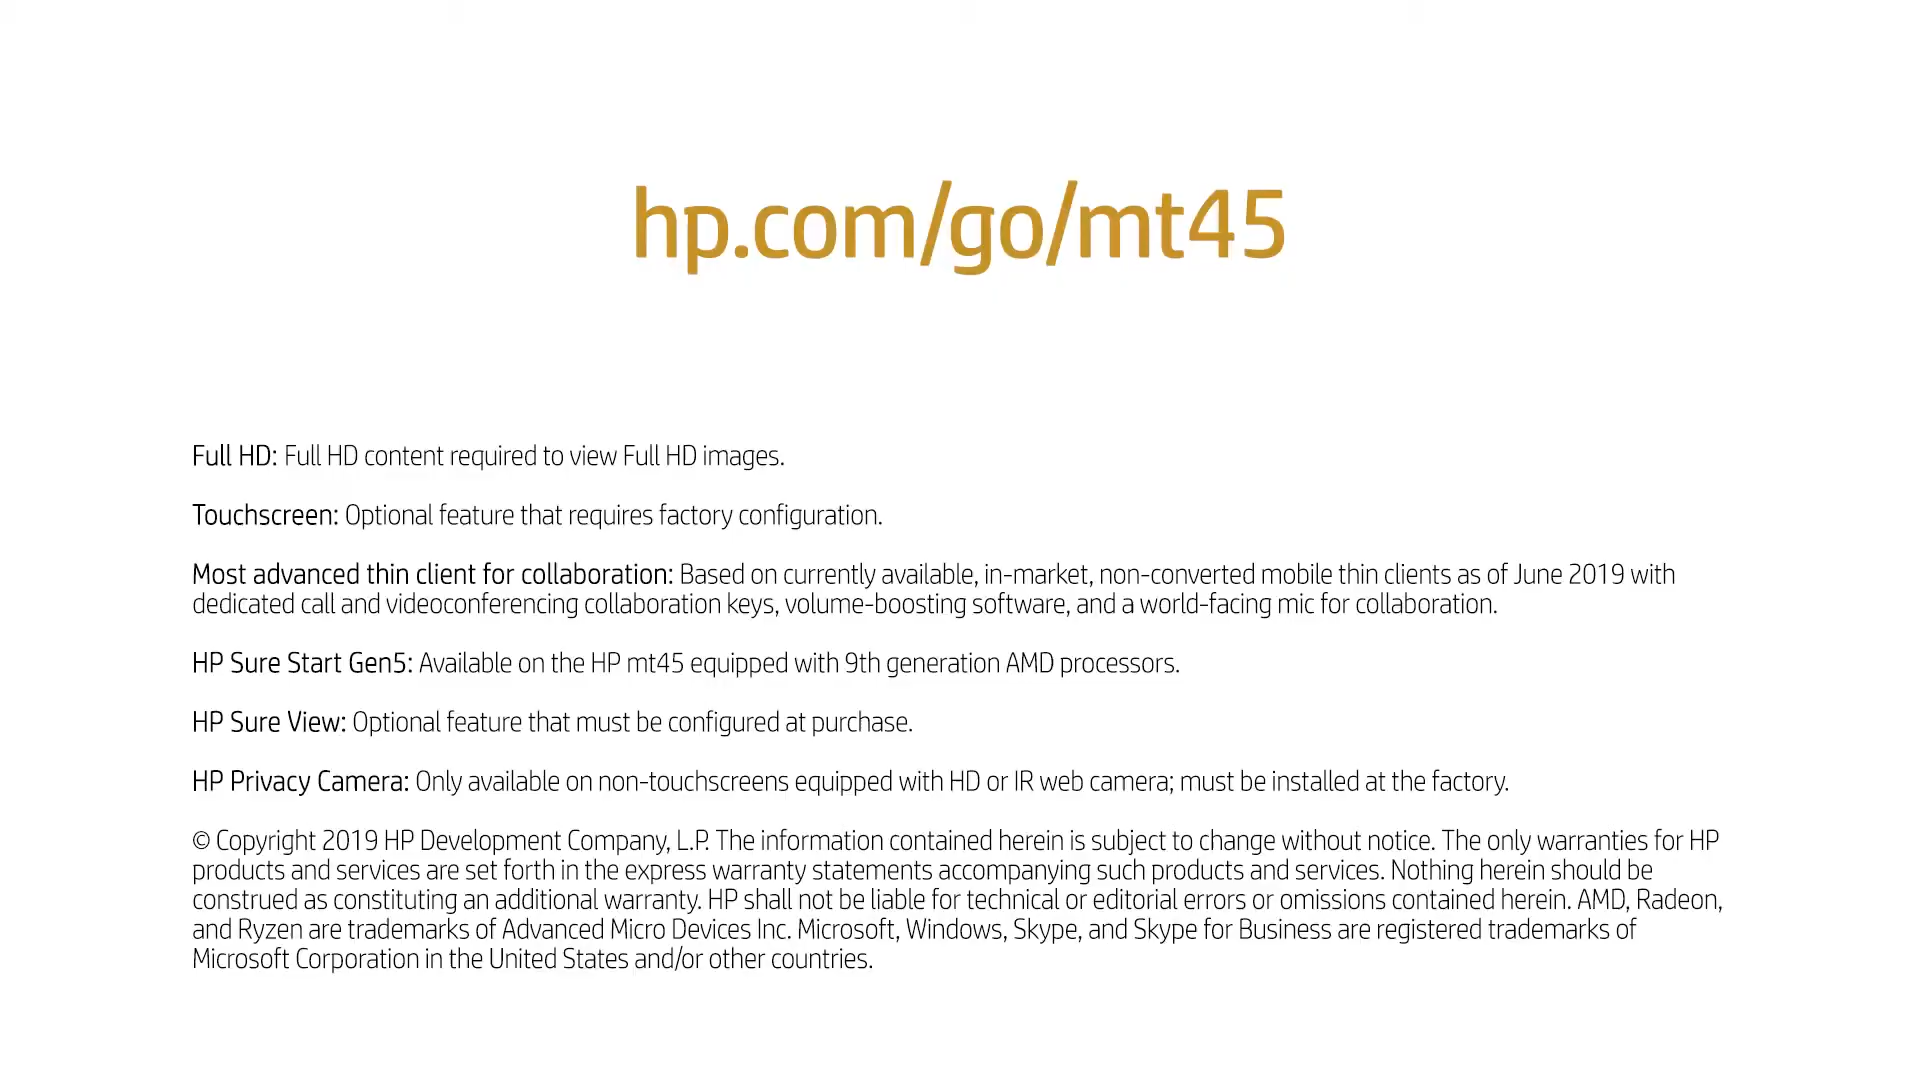 hp.com/go/mt45
Full HD: Full HD content required to view Full HD images.
Touchscreen: Optional feature that requires factory configuration.
Most advanced thin client for collaboration: Based on currently available, in-market, non-converted mobile thin clients as of June 2019 with
dedicated call and videoconferencing collaboration keys, volume-boosting software, and a world-facing mic for collaboration.
HP Sure Start Gen5: Available on the HP mt45 equipped with 9th generation AMD processors.
HP Sure View: Optional feature that must be configured at purchase.
HP Privacy Camera: Only available on non-touchscreens equipped with HD or IR web camera; must be installed at the factory.
© Copyright 2019 HP Development Company, L.P. The information contained herein is subject to change without notice. The only warranties for HP
products and services are set forth in the express warranty statements accompanying such products and services. Nothing herein should be
construed as constituting an additional warranty. HP shall not be liable for technical or editorial errors or omissions contained herein. AMD, Radeon,
and Ryzen are trademarks of Advanced Micro Devices Inc. Microsoft, Windows, Skype, and Skype for Business are registered trademarks of
Microsoft Corporation in the United States and/or other countries.